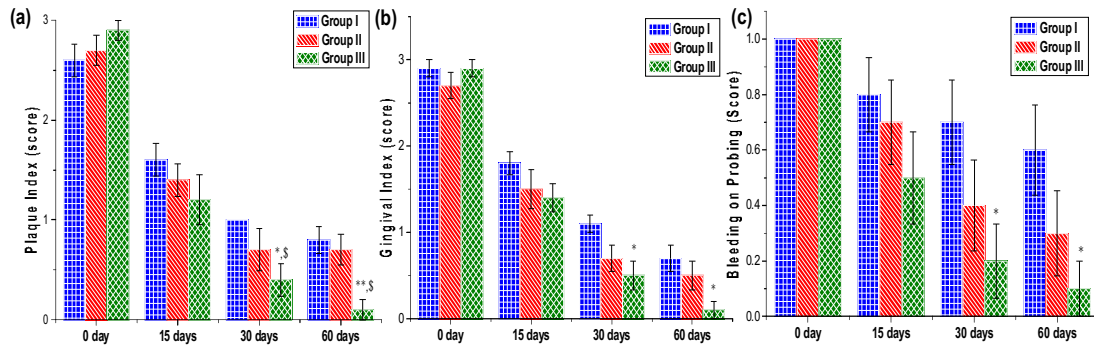 (a)
Plaque Index (score)
3
2
1
0
Group I
Group II
Group III
*,$
**,$
0 day
15 days
30 days
60 days
(b)
Gingival Index (score)
3
2
1
0
Group I
Group II
Group III
*
*
0 day
15 days
30 days
60 days
(c)
Bleeding on Probing (Score)
1.0
0.8
0.6
0.4
0.2
0.0
Group I
Group II
Group III
*
*
0 day
15 days
30 days
60 days